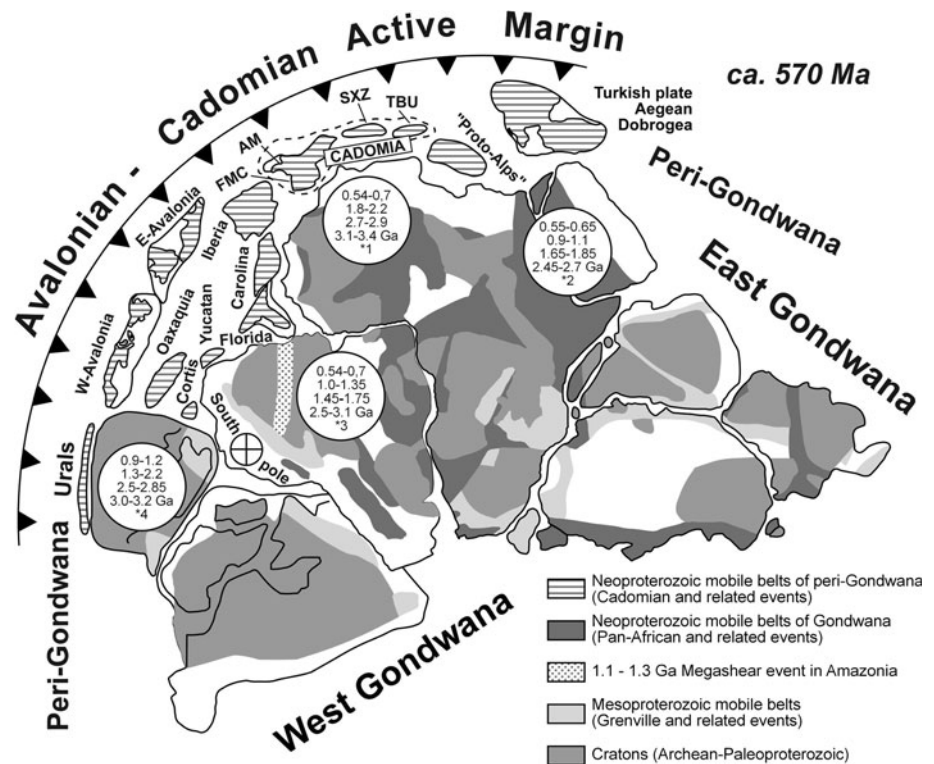 Avalonian - Cadomian Active Margin
ca. 570 Ma
Turkish plate
Aegean
Dobrogea
Peri-Gondwana
East Gondwana
SXZ
TBU
AM
CADOMIA
"Proto-Alps"
FMC
E-Avalonia
Iberia
Carolina
W-Avalonia
Oaxaquia
Yucatan
Florida
Cortis
South
pole
Urals
Peri-Gondwana
West Gondwana
0.54-0,7
1.8-2.2
2.7-2.9
3.1-3.4 Ga
*1
0.55-0.65
0.9-1.1
1.65-1.85
2.45-2.7 Ga
*2
0.54-0,7
1.0-1.35
1.45-1.75
2.5-3.1 Ga
*3
0.9-1.2
1.3-2.2
2.5-2.85
3.0-3.2 Ga
*4
Neoproterozoic mobile belts of peri-Gondwana
(Cadomian and related events)
Neoproterozoic mobile belts of Gondwana
(Pan-African and related events)
1.1 - 1.3 Ga Megashear event in Amazonia
Mesoproterozoic mobile belts
(Grenville and related events)
Cratons (Archean-Paleoproterozoic)